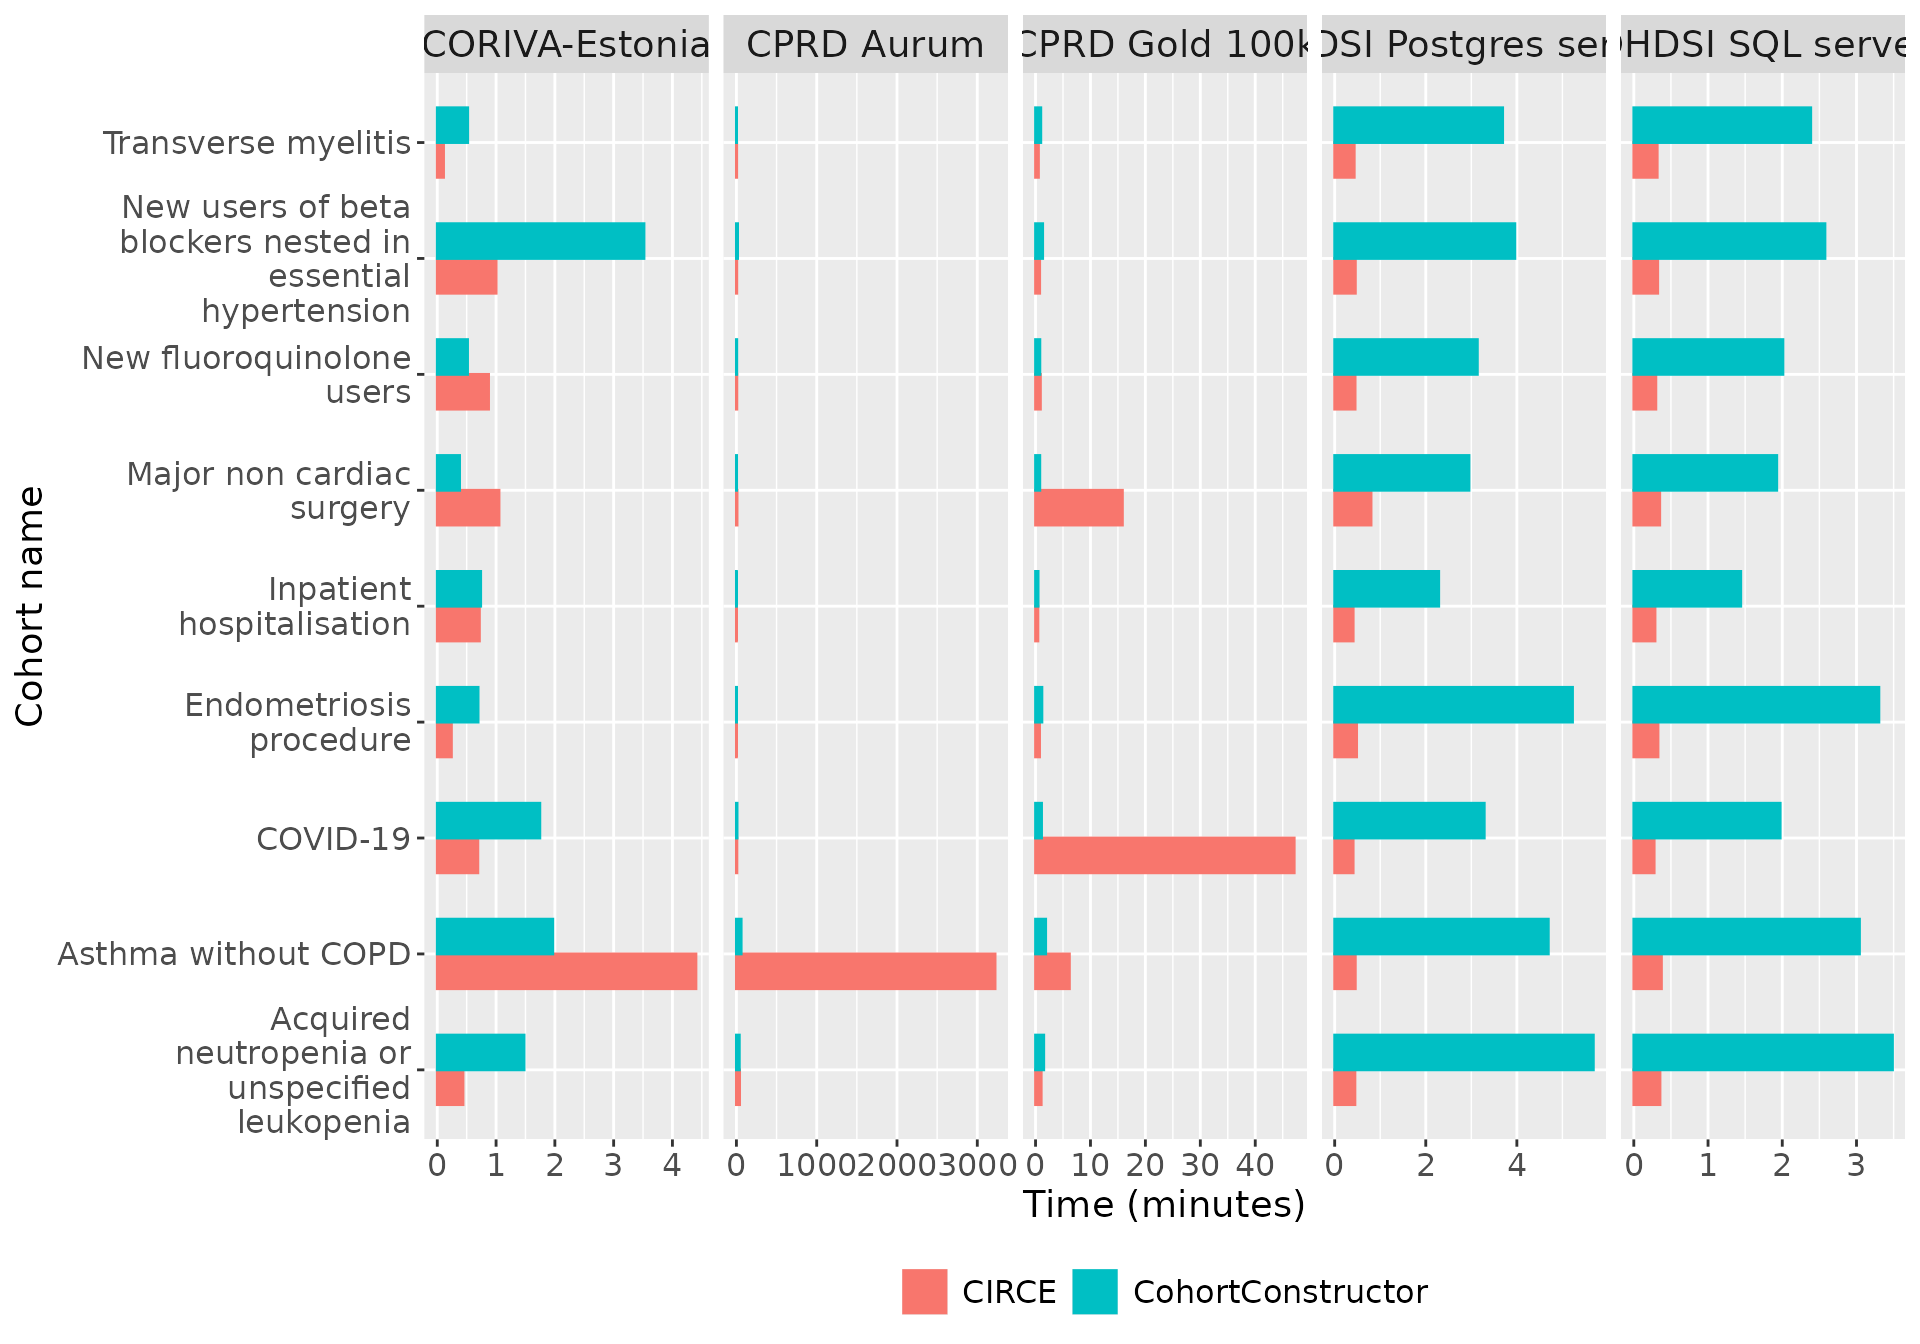 CORIVA-Estonia
CPRD Aurum
CPRD Gold 100k
DSI Postgres ser
HDSI SQL serve
Transverse myelitis
New users of beta
blockers nested in
essential
hypertension
New fluoroquinolone
users
Major non cardiac
surgery
Inpatient
hospitalisation
Endometriosis
procedure
COVID-19
Asthma without COPD
Acquired
neutropenia or
unspecified
leukopenia
Cohort name
0 1 2 3 4
0 1000 2000 3000
0 10 20 30 40
0 2 4
0 1 2 3
Time (minutes)
CIRCE
CohortConstructor